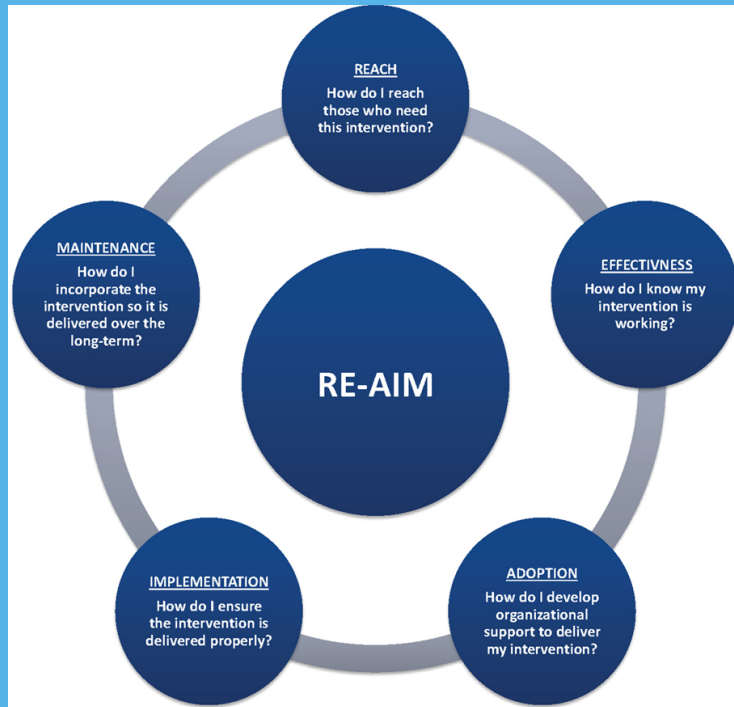 REACH
How do I reach
those who need
this intervention?
EFFECTIVNESS
How do I know my
intervention is
working?
ADOPTION
How do I develop
organizational
support to deliver
my intervention?
IMPLEMENTATION
How do I ensure
the intervention is
delivered properly?
MAINTENANCE
How do I
incorporate the
intervention so it is
delivered over the
long-term?
RE-AIM